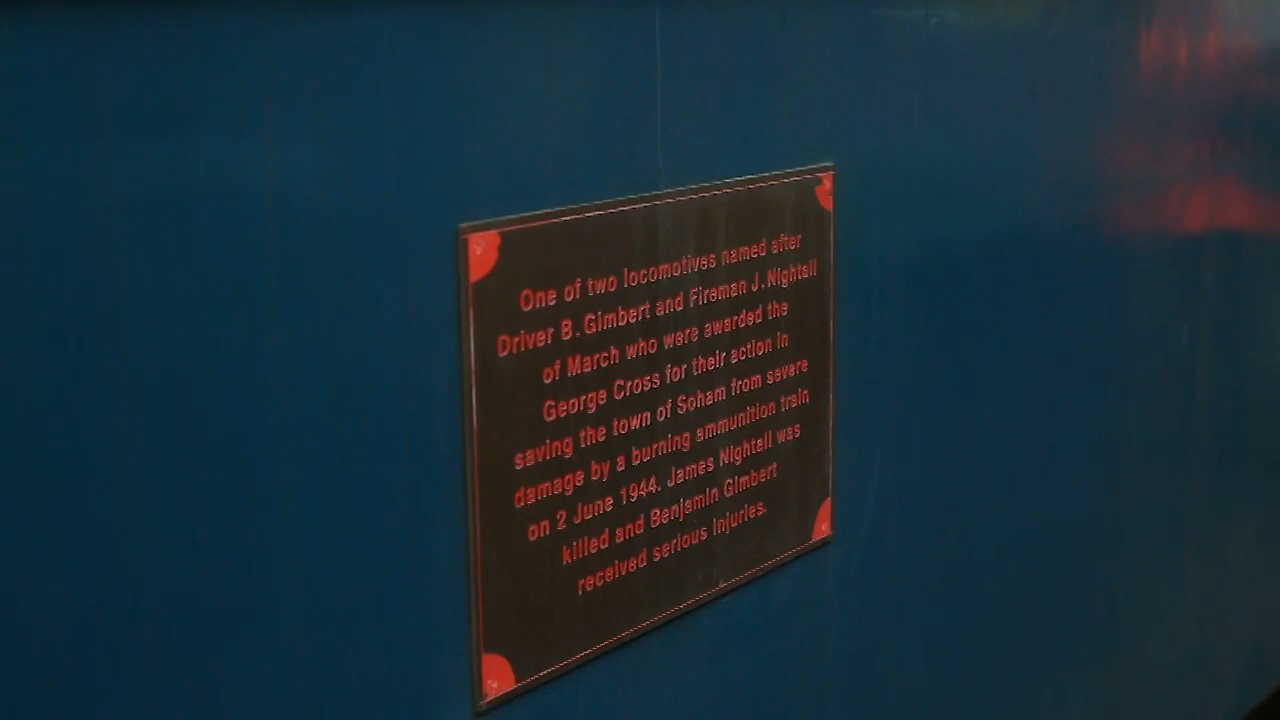 One of two locomotives named after
Driver B. Gimbert and Fireman J. Nightall
of March who were awarded the
George Cross for their action in
saving the town of Soham from severe
damage by a burning ammunition train
on 2 June 1944. James Nightall was
killed and Benjamin Gimbert
received serious injuries.